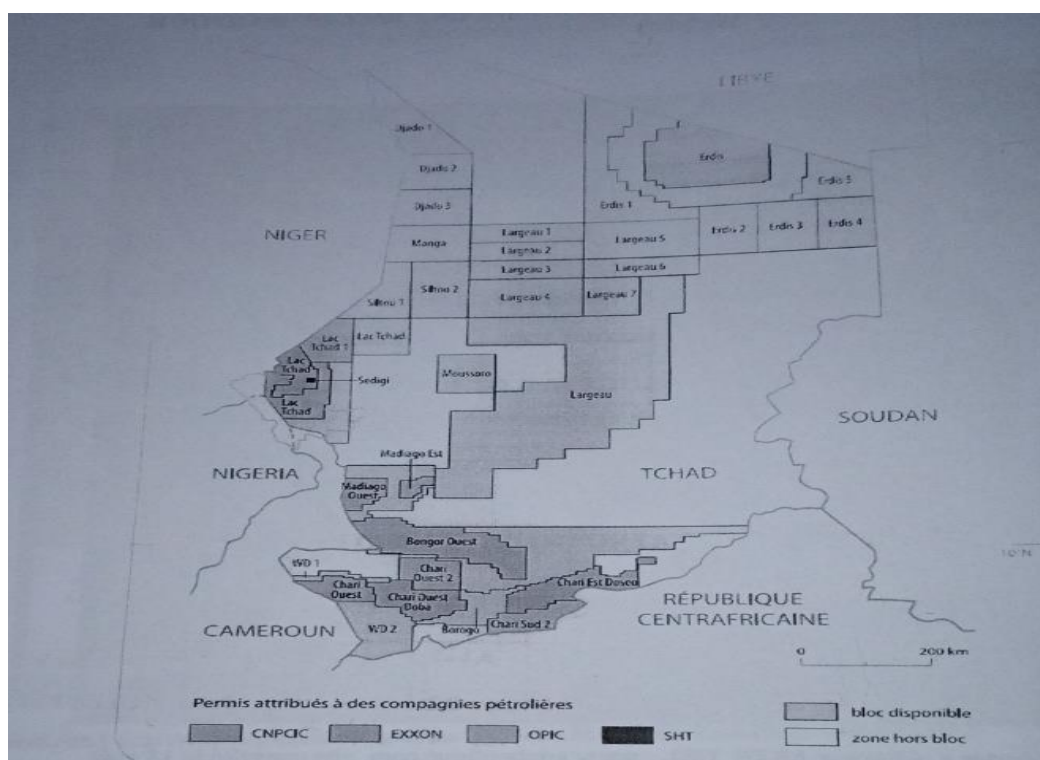 LIBYE
Djado 1
Djado 2
Djado 3
Erdis
Erdis 5
Erdis 1
Erdis 2
Erdis 3
Erdis 4
NIGER
Manga
Largeau 1
Largeau 2
Largeau 3
Largeau 4
Largeau 5
Largeau 6
Largeau 7
Siltou 1
Siltou 2
Lac
Tchad 1
Lac Tchad
Lac
Tchad
Sedigi
Lac
Tchad
Moussoro
Largeau
SOUDAN
Madiago Est
NIGERIA
TCHAD
Madiago
Ouest
Bongor Ouest
10°N
WD 1
Chari
Ouest 2
Chari
Ouest
Chari Ouest
Doba
Chari Est Doseo
RÉPUBLIQUE
CENTRAFRICAINE
CAMEROUN
WD 2
Borogo
Chari Sud 2
0 200 km
Permis attribués à des compagnies pétrolières
CNPCIC
EXXON
OPIC
SHT
bloc disponible
zone hors bloc